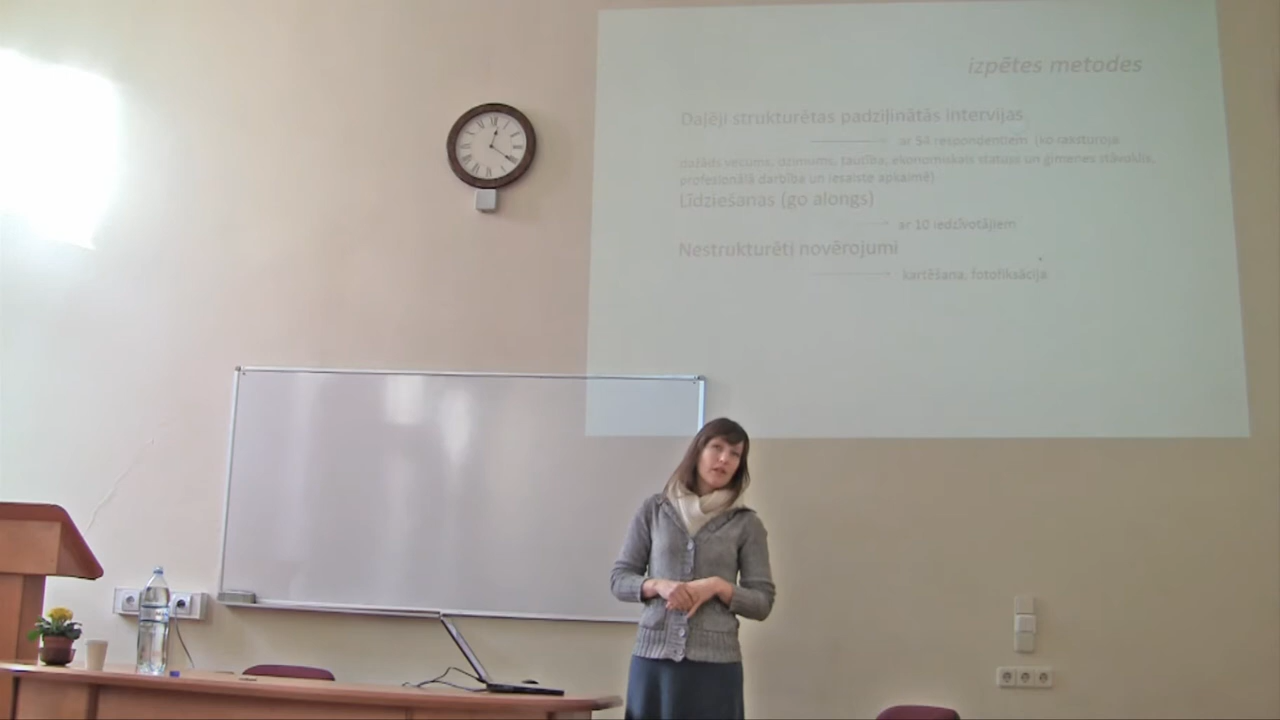 izpētes metodes
Daļēji strukturētas padziļinātās intervijas
ar 54 respondentiem (ko raksturoja
dažāds vecums, dzimums, tautība, ekonomiskais statuss un ģimenes stāvoklis,
profesionālā darbība un iesaiste apkaimē)
Līdziešanas (go alongs)
ar 10 iedzīvotājiem
Nestrukturēti novērojumi
kartēšana, fotofiksācija